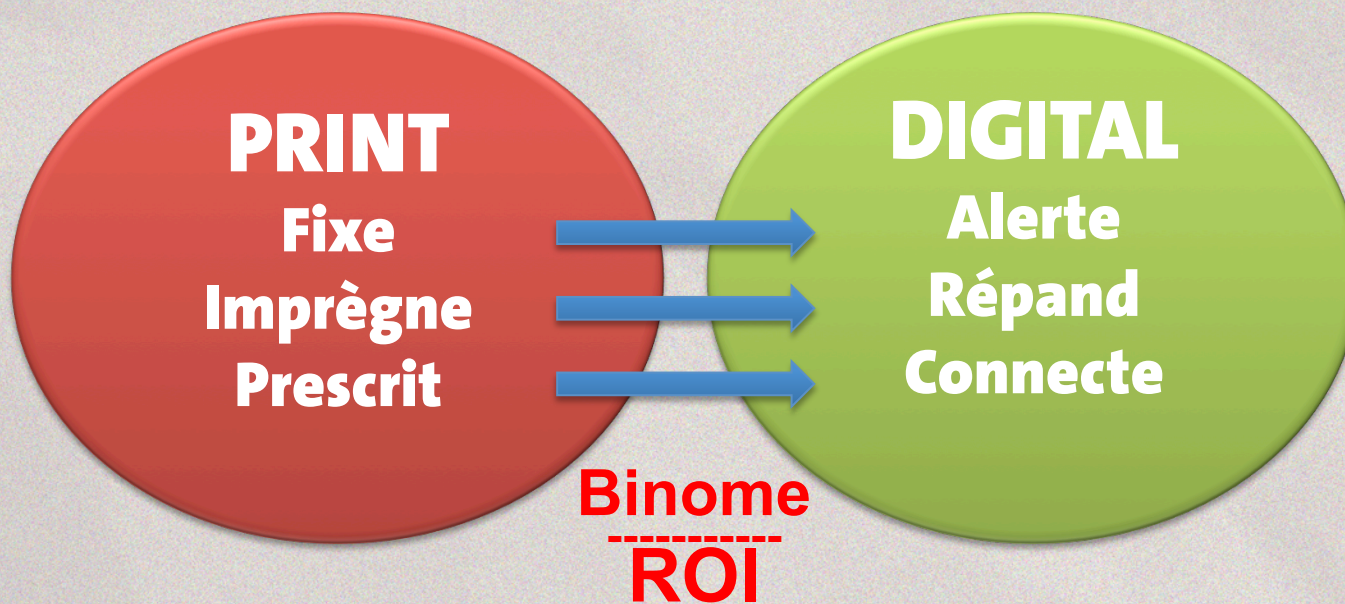 PRINT
Fixe
Imprègne
Prescrit
DIGITAL
Alerte
Répand
Connecte
Binome
-----------
ROI